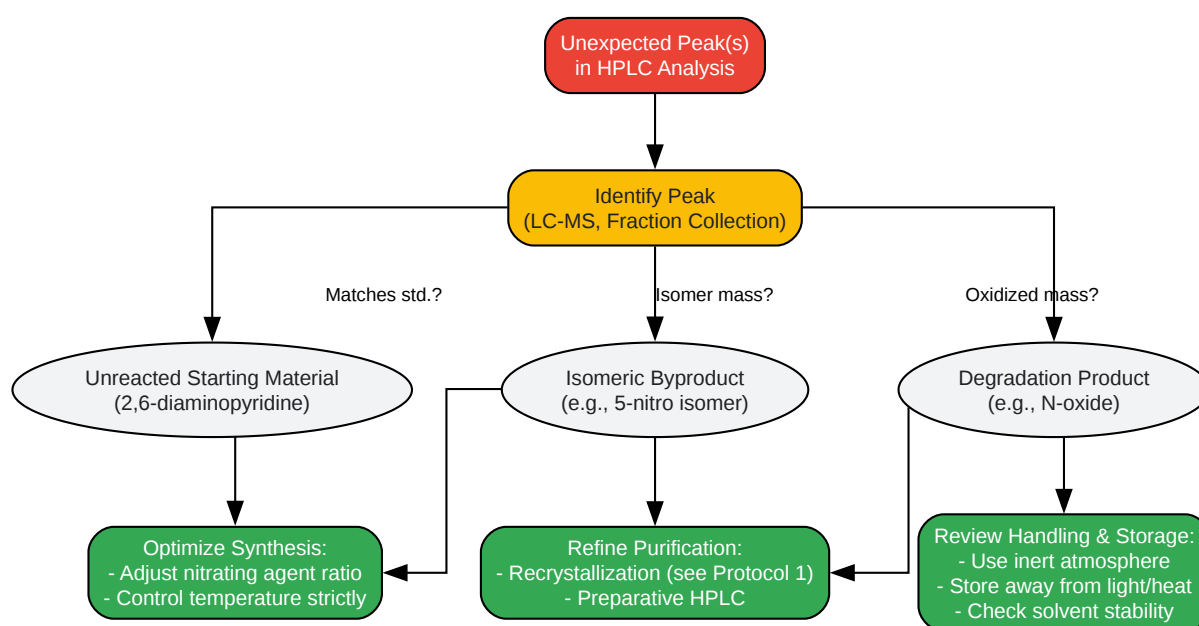 Unexpected Peak(s)
in HPLC Analysis
Identify Peak
(LC-MS, Fraction Collection)
Matches std.?
Isomer mass?
Oxidized mass?
Unreacted Starting Material
(2,6-diaminopyridine)
Isomeric Byproduct
(e.g., 5-nitro isomer)
Degradation Product
(e.g., N-oxide)
Optimize Synthesis:
- Adjust nitrating agent ratio
- Control temperature strictly
Refine Purification:
- Recrystallization (see Protocol 1)
- Preparative HPLC
Review Handling & Storage:
- Use inert atmosphere
- Store away from light/heat
- Check solvent stability